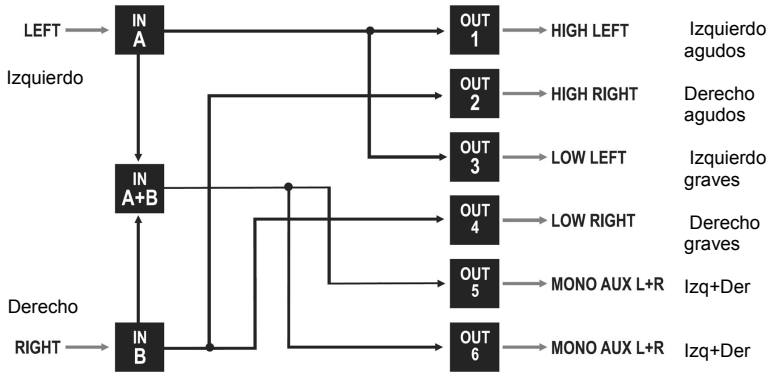 LEFT
Izquierdo
IN
A
OUT
1
HIGH LEFT
Izquierdo
agudos
OUT
2
HIGH RIGHT
Derecho
agudos
IN
A+B
OUT
3
LOW LEFT
Izquierdo
graves
OUT
4
LOW RIGHT
Derecho
graves
OUT
5
MONO AUX L+R
Izq+Der
Derecho
RIGHT
IN
B
OUT
6
MONO AUX L+R
Izq+Der